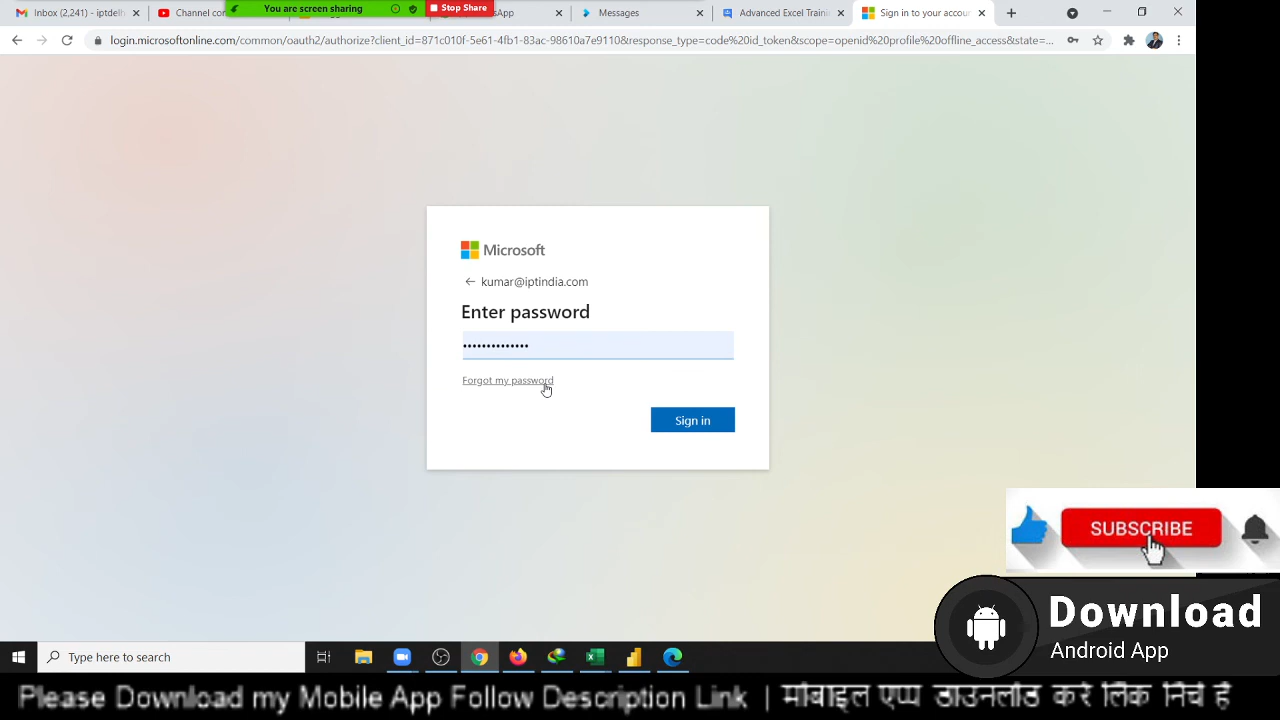 Inbox (2,241) - iptdelh
Channel con
You are screen sharing
Stop Share
Messages
Advanced Excel Traini
Sign in to your accou
login.microsoftonline.com/common/oauth2/authorize?client_id=871c010f-5e61-4fb1-83ac-98610a7e9110&response_type=code%20id_token&scope=openid%20profile%20offline_access&state=...
Microsoft
kumar@iptindia.com
Enter password
Forgot my password
Sign in
SUBSCRIBE
Download
Android App
Type here to search
Please Download my Mobile App Follow Description Link | मोबाइल एप्प डाउनलोड करे लिंक निचे है